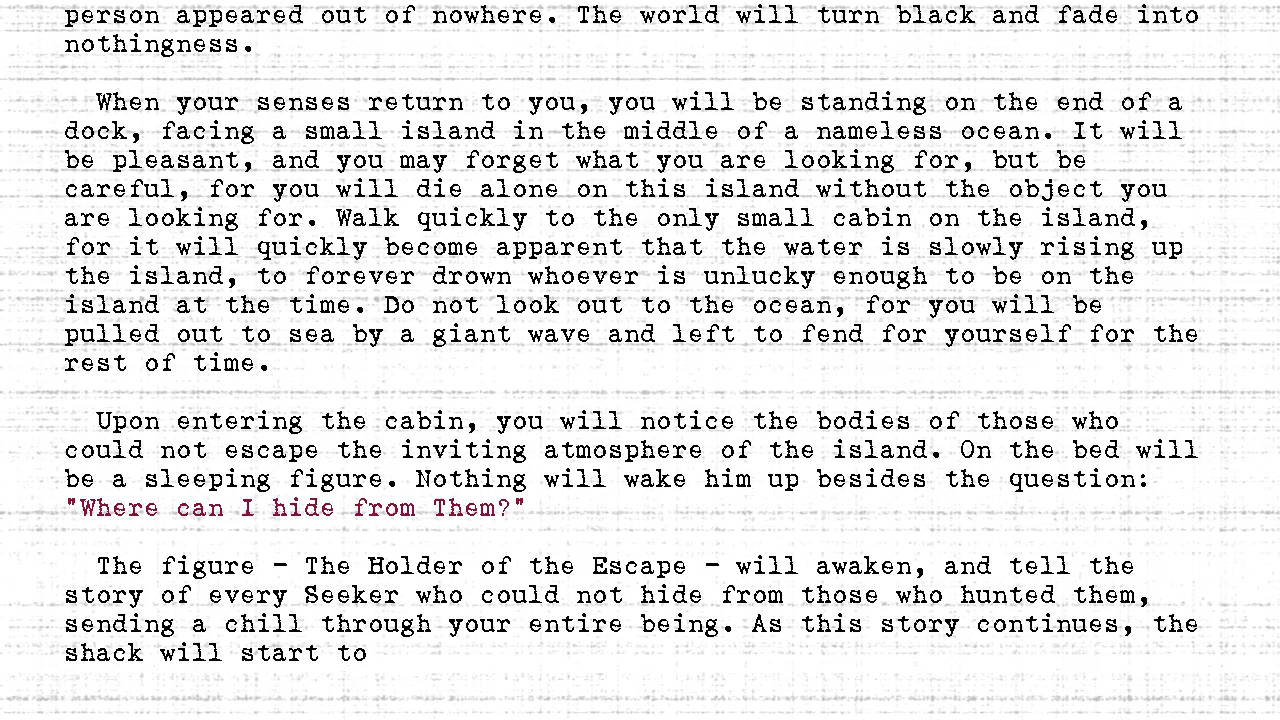 person appeared out of nowhere. The world will turn black and fade into
nothingness.
When your senses return to you, you will be standing on the end of a
dock, facing a small island in the middle of a nameless ocean. It will
be pleasant, and you may forget what you are looking for, but be
careful, for you will die alone on this island without the object you
are looking for. Walk quickly to the only small cabin on the island,
for it will quickly become apparent that the water is slowly rising up
the island, to forever drown whoever is unlucky enough to be on the
island at the time. Do not look out to the ocean, for you will be
pulled out to sea by a giant wave and left to fend for yourself for the
rest of time.
Upon entering the cabin, you will notice the bodies of those who
could not escape the inviting atmosphere of the island. On the bed will
be a sleeping figure. Nothing will wake him up besides the question:
"Where can I hide from Them?"
The figure - The Holder of the Escape - will awaken, and tell the
story of every Seeker who could not hide from those who hunted them,
sending a chill through your entire being. As this story continues, the
shack will start to